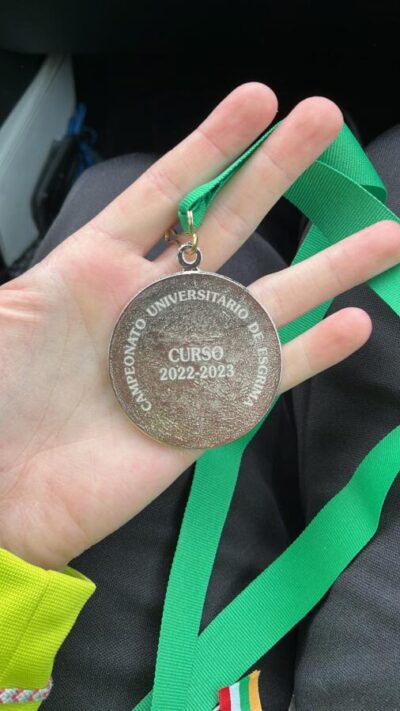 CAMPEONATO UNIVERSITARIO DE ESGRIMA
CURSO
2022-2023